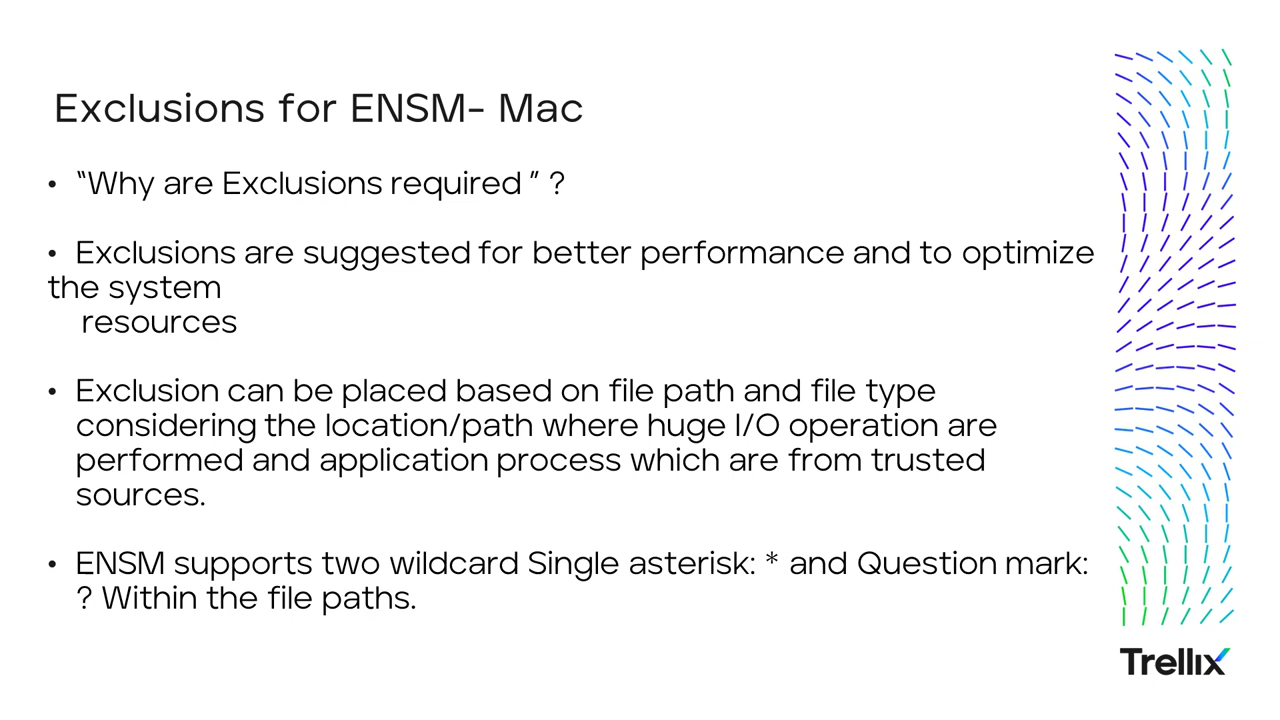 Exclusions for ENSM- Mac
• “Why are Exclusions required ” ?
• Exclusions are suggested for better performance and to optimize
the system
resources
• Exclusion can be placed based on file path and file type
considering the location/path where huge I/O operation are
performed and application process which are from trusted
sources.
• ENSM supports two wildcard Single asterisk: * and Question mark:
? Within the file paths.
Trellix